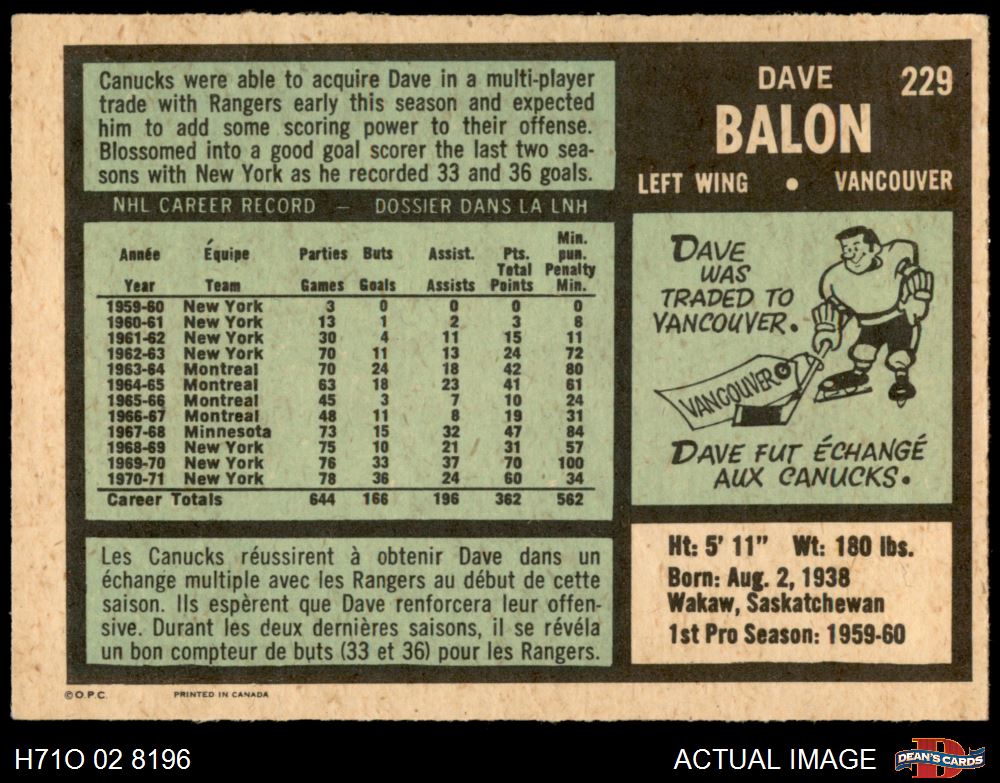 Canucks were able to acquire Dave in a multi-player
trade with Rangers early this season and expected
him to add some scoring power to their offense.
Blossomed into a good goal scorer the last two sea-
sons with New York as he recorded 33 and 36 goals.
DAVE 229
BALON
LEFT WING • VANCOUVER
NHL CAREER RECORD — DOSSIER DANS LA LNH
Année Équipe Parties Buts Assist. Pts. Min. pun.
Year Team Games Goals Assists Total Points Penalty Min.
1959-60 New York 3 0 0 0 0
1960-61 New York 13 1 2 3 8
1961-62 New York 30 4 11 15 11
1962-63 New York 70 11 13 24 72
1963-64 Montreal 70 24 18 42 80
1964-65 Montreal 63 18 23 41 61
1965-66 Montreal 45 3 7 10 24
1966-67 Montreal 48 11 8 19 31
1967-68 Minnesota 73 15 32 47 84
1968-69 New York 75 10 21 31 57
1969-70 New York 76 33 37 70 100
1970-71 New York 78 36 24 60 34
Career Totals 644 166 196 362 562
DAVE
WAS
TRADED TO
VANCOUVER.
VANCOUVER
DAVE FUT ÉCHANGÉ
AUX CANUCKS.
Les Canucks réussirent à obtenir Dave dans un
échange multiple avec les Rangers au début de cette
saison. Ils espèrent que Dave renforcera leur offen-
sive. Durant les deux dernières saisons, il se révéla
un bon compteur de buts (33 et 36) pour les Rangers.
Ht: 5' 11" Wt: 180 lbs.
Born: Aug. 2, 1938
Wakaw, Saskatchewan
1st Pro Season: 1959-60
© O.P.C. PRINTED IN CANADA
H71O 02 8196 ACTUAL IMAGE
D
DEAN'S CARDS